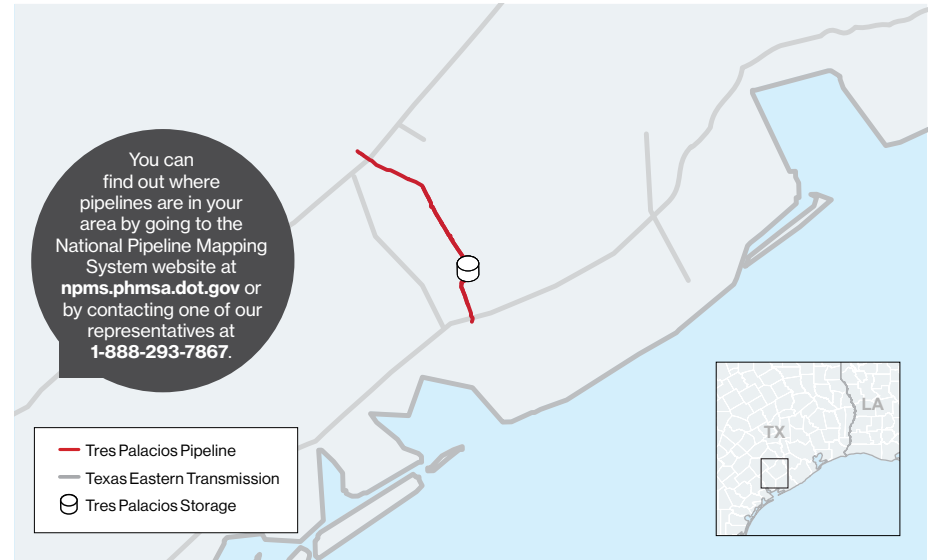 You can
find out where
pipelines are in your
area by going to the
National Pipeline Mapping
System website at
npms.phmsa.dot.gov or
by contacting one of our
representatives at
1-888-293-7867.
Tres Palacios Pipeline
Texas Eastern Transmission
Tres Palacios Storage
TX
LA